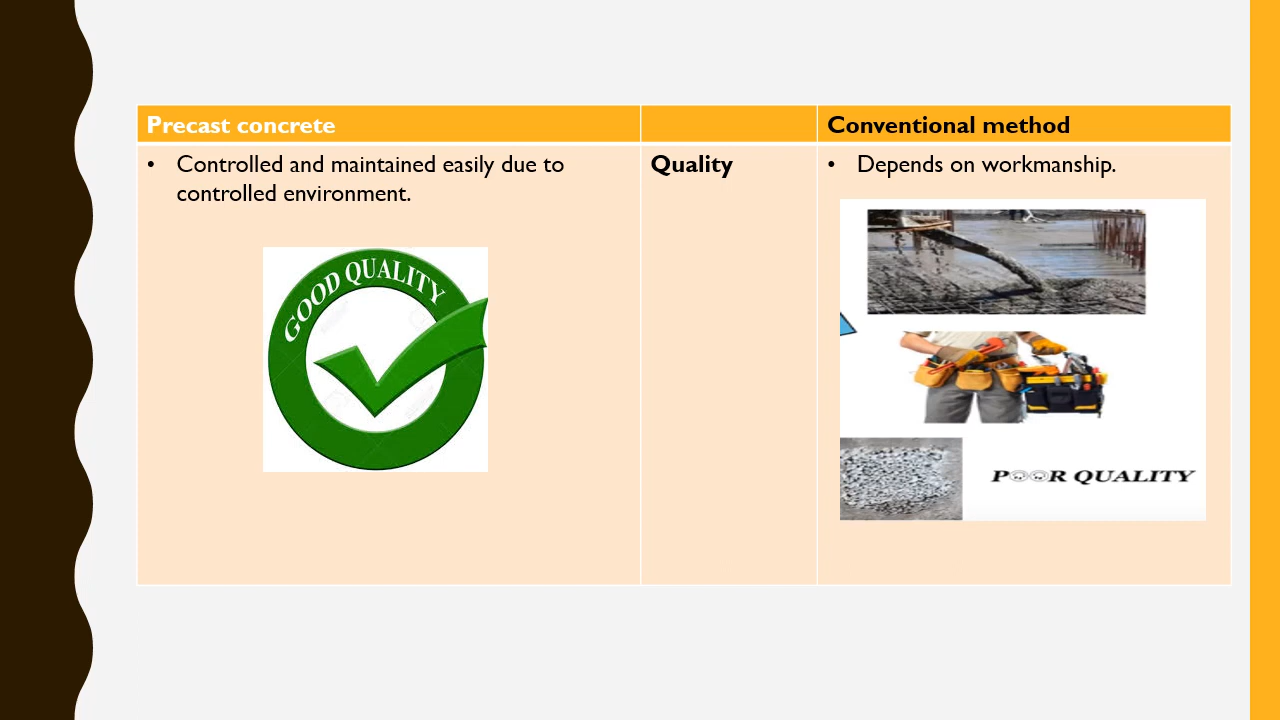 Precast concrete
Conventional method
• Controlled and maintained easily due to
controlled environment.
Quality
• Depends on workmanship.
GOOD QUALITY
POOR QUALITY